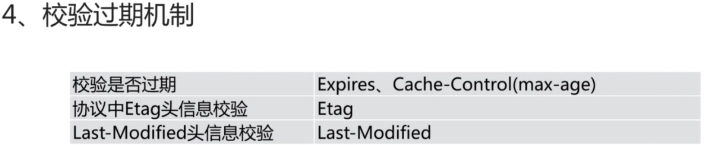 4、校验过期机制
校验是否过期 Expires、Cache-Control(max-age)
协议中Etag头信息校验 Etag
Last-Modified头信息校验 Last-Modified